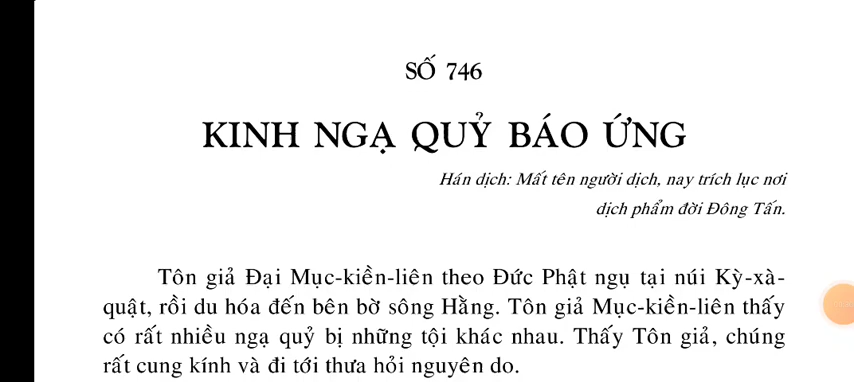 SỐ 746
KINH NGẠ QUỶ BÁO ỨNG
Hán dịch: Mất tên người dịch, nay trích lục nơi
dịch phẩm đời Đông Tấn.
Tôn giả Đại Mục-kiền-liên theo Đức Phật ngụ tại núi Kỳ-xà-
quật, rồi du hóa đến bên bờ sông Hằng. Tôn giả Mục-kiền-liên thấy
có rất nhiều ngạ quỷ bị những tội khác nhau. Thấy Tôn giả, chúng
rất cung kính và đi tới thưa hỏi nguyên do.